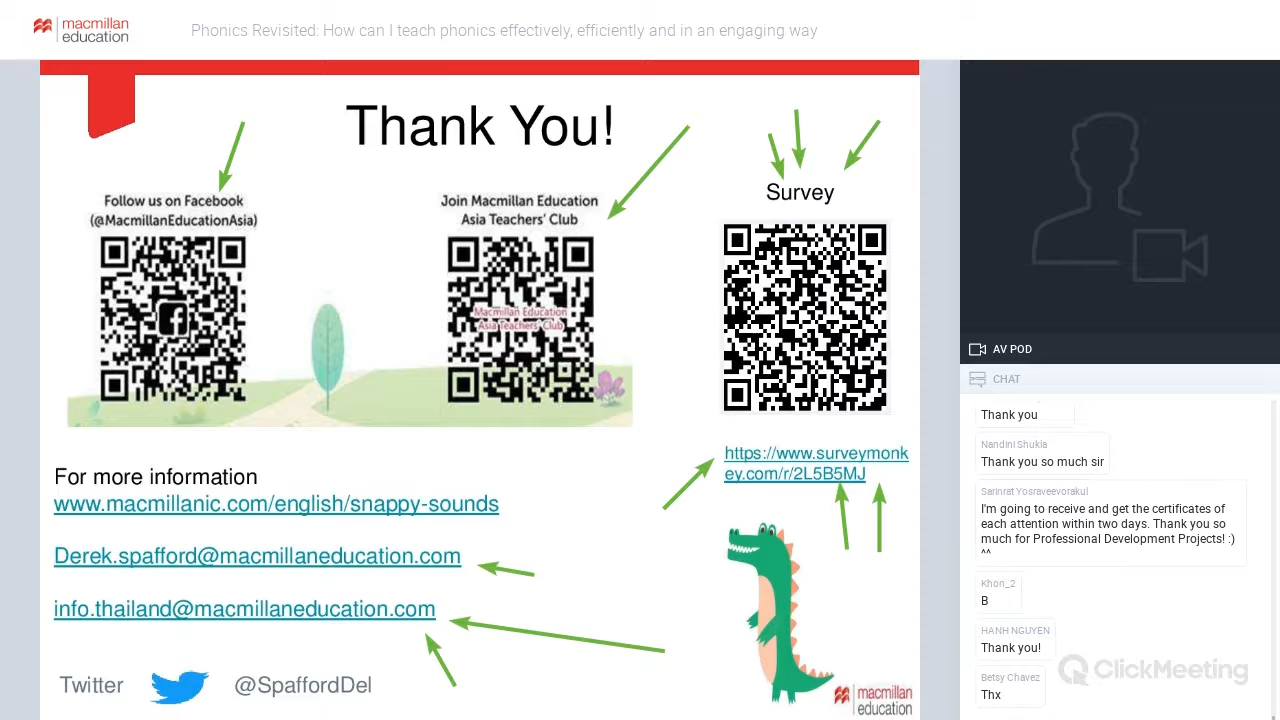 macmillan
education
Phonics Revisited: How can I teach phonics effectively, efficiently and in an engaging way
Thank You!
Follow us on Facebook
(@MacmillanEducationAsia)
Join Macmillan Education
Asia Teachers' Club
Survey
Macmillan Education
Asia Teachers' Club
https://www.surveymonk
ey.com/r/2L5B5MJ
For more information
www.macmillanic.com/english/snappy-sounds
Derek.spafford@macmillaneducation.com
info.thailand@macmillaneducation.com
Twitter
@SpaffordDel
macmillan
education
AV POD
CHAT
Thank you
Nandini Shukla
Thank you so much sir
Sarinrat Yosraveevorakul
I'm going to receive and get the certificates of
each attention within two days. Thank you so
much for Professional Development Projects! :)
^^
Khon_2
B
HANH NGUYEN
Thank you!
Betsy Chavez
Thx
ClickMeeting